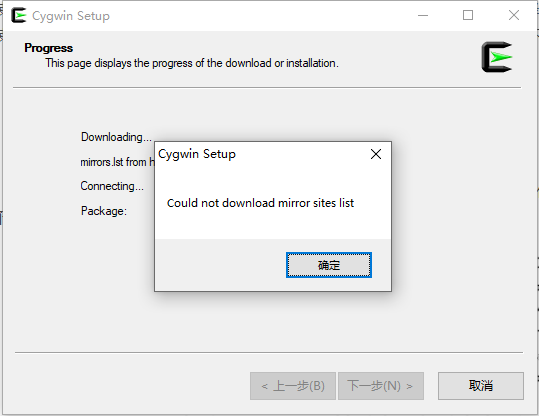 Cygwin Setup
Progress
This page displays the progress of the download or installation.
Downloading...
mirrors.lst from h
Connecting...
Package:
Cygwin Setup
Could not download mirror sites list
确定
< 上一步(B)
下一步(N) >
取消